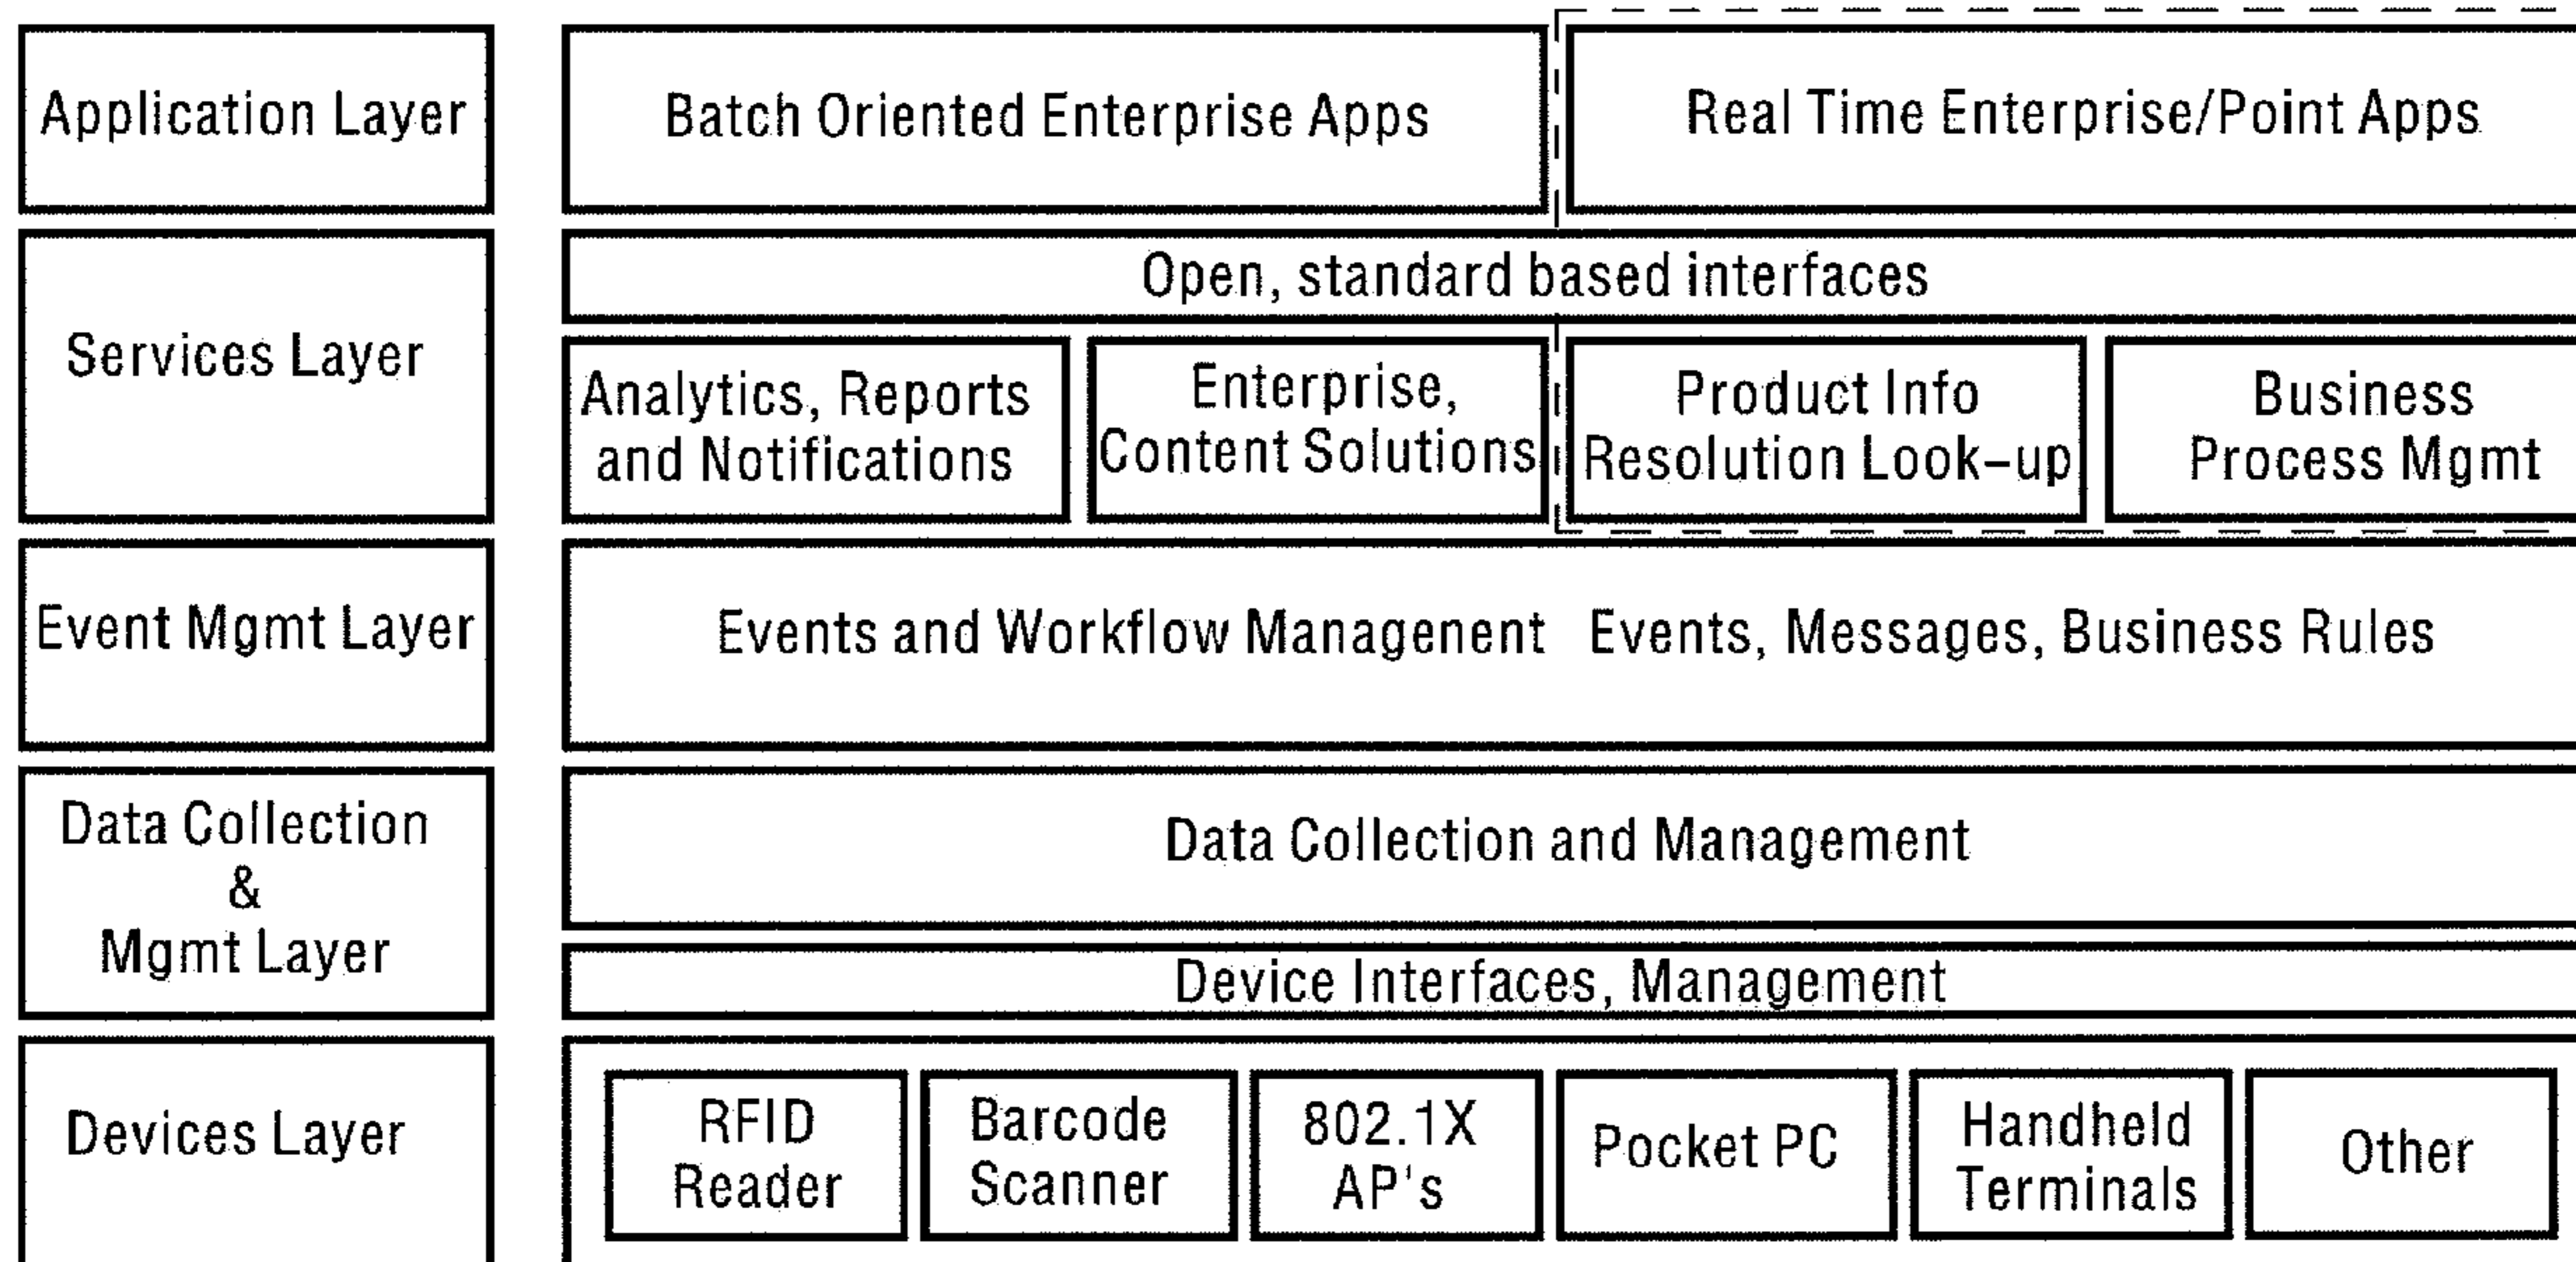 Application Layer
Batch Oriented Enterprise Apps
Real Time Enterprise/Point Apps
Services Layer
Open, standard based interfaces
Analytics, Reports
and Notifications
Enterprise,
Content Solutions
Product Info
Resolution Look-up
Business
Process Mgmt
Event Mgmt Layer
Events and Workflow Managenent Events, Messages, Business Rules
Data Collection
&
Mgmt Layer
Data Collection and Management
Device Interfaces, Management
Devices Layer
RFID
Reader
Barcode
Scanner
802.1X
AP's
Pocket PC
Handheld
Terminals
Other